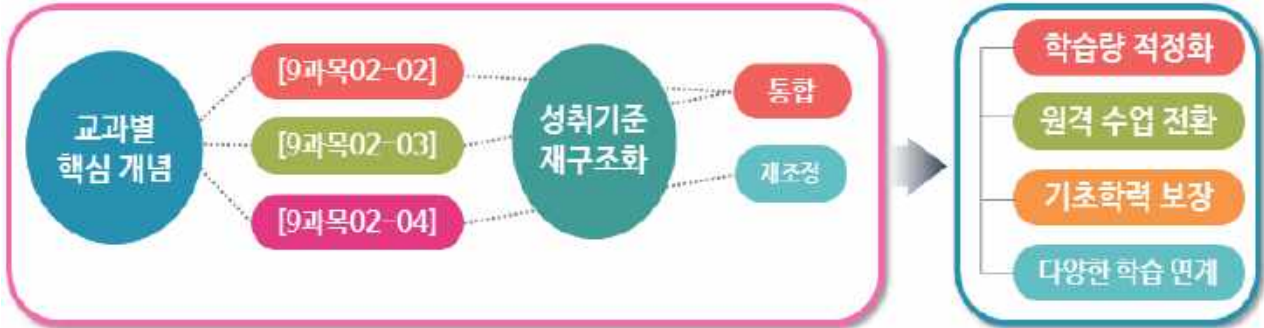 교과별
핵심 개념
[9과목02-02]
[9과목02-03]
[9과목02-04]
성취기준
재구조화
통합
재조정
학습량 적정화
원격 수업 전환
기초학력 보장
다양한 학습 연계